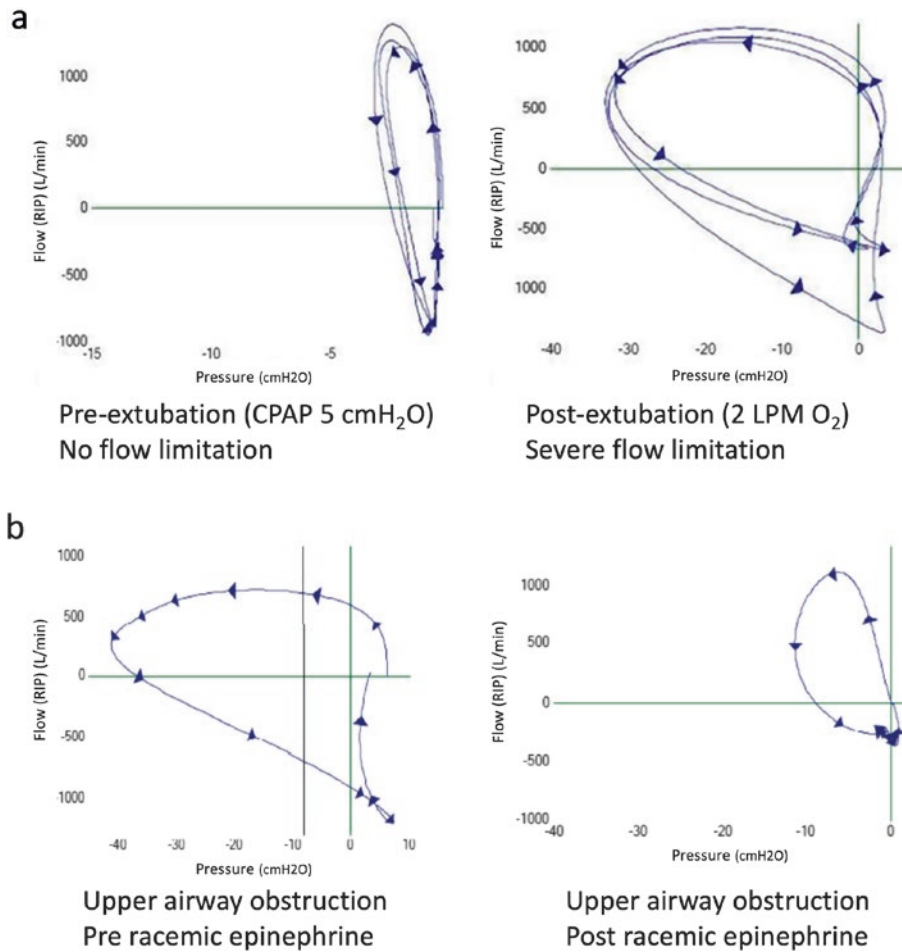 a
1000
500
0
-500
-1000
Flow (RIP) (L/min)
-15
-10
-5
Pressure (cmH2O)
Pre-extubation (CPAP 5 cmH₂O)
No flow limitation
1000
500
0
-500
1000
Flow (RIP) (L/min)
-40
-30
-20
-10
0
Pressure (cmH2O)
Post-extubation (2 LPM O₂)
Severe flow limitation
b
1000
500
0
-500
1000
Flow (RIP) (L/min)
-40
-30
-20
-10
0
10
Pressure (cmH2O)
Upper airway obstruction
Pre racemic epinephrine
1000
500
0
-500
-1000
Flow (RIP) (L/min)
-40
-30
-20
-10
0
Pressure (cmH2O)
Upper airway obstruction
Post racemic epinephrine